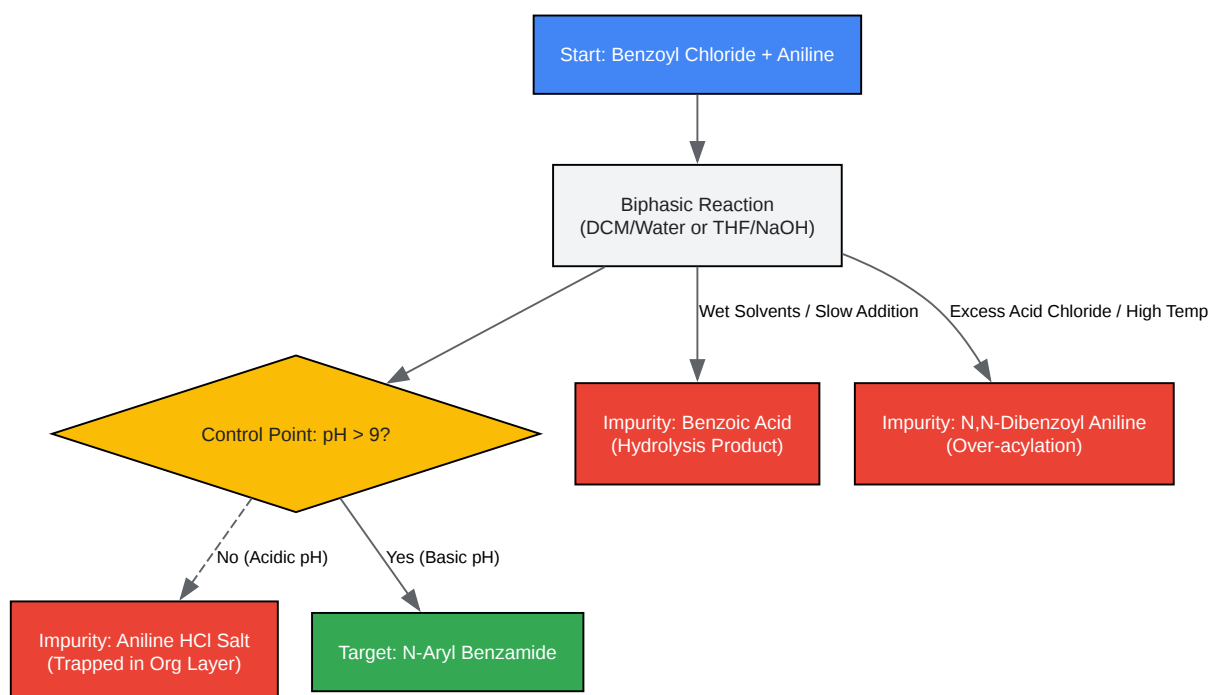 Start: Benzoyl Chloride + Aniline
Biphasic Reaction
(DCM/Water or THF/NaOH)
Wet Solvents / Slow Addition
Excess Acid Chloride / High Temp
Control Point: pH > 9?
Impurity: Benzoic Acid
(Hydrolysis Product)
Impurity: N,N-Dibenzoyl Aniline
(Over-acylation)
No (Acidic pH)
Yes (Basic pH)
Impurity: Aniline HCl Salt
(Trapped in Org Layer)
Target: N-Aryl Benzamide